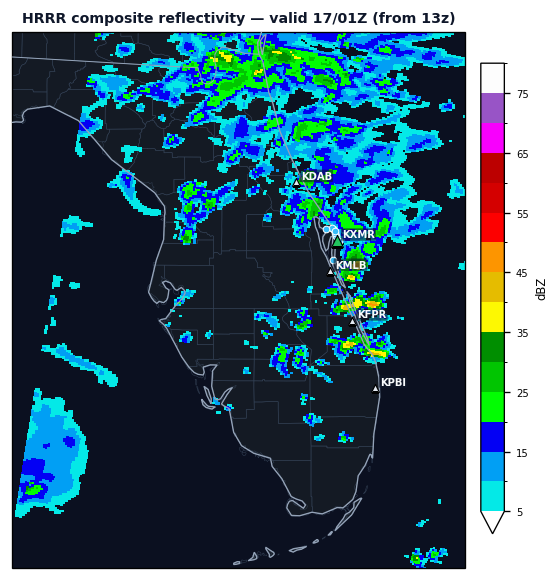 HRRR composite reflectivity — valid 17/01Z (from 13z)
KDAB
KXMR
KMLB
KFPR
KPBI
75
65
55
45
35
25
15
5
dBZ